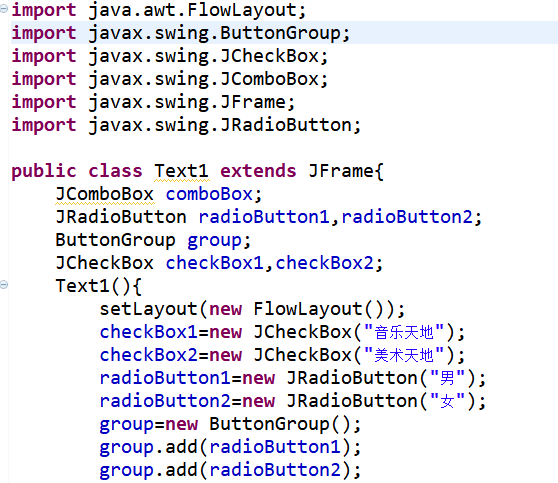 import java.awt.FlowLayout;
import javax.swing.ButtonGroup;
import javax.swing.JCheckBox;
import javax.swing.JComboBox;
import javax.swing.JFrame;
import javax.swing.JRadioButton;

public class Text1 extends JFrame{
    JComboBox comboBox;
    JRadioButton radioButton1,radioButton2;
    ButtonGroup group;
    JCheckBox checkBox1,checkBox2;
    Text1(){
        setLayout(new FlowLayout());
        checkBox1=new JCheckBox("音乐天地");
        checkBox2=new JCheckBox("美术天地");
        radioButton1=new JRadioButton("男");
        radioButton2=new JRadioButton("女");
        group=new ButtonGroup();
        group.add(radioButton1);
        group.add(radioButton2);